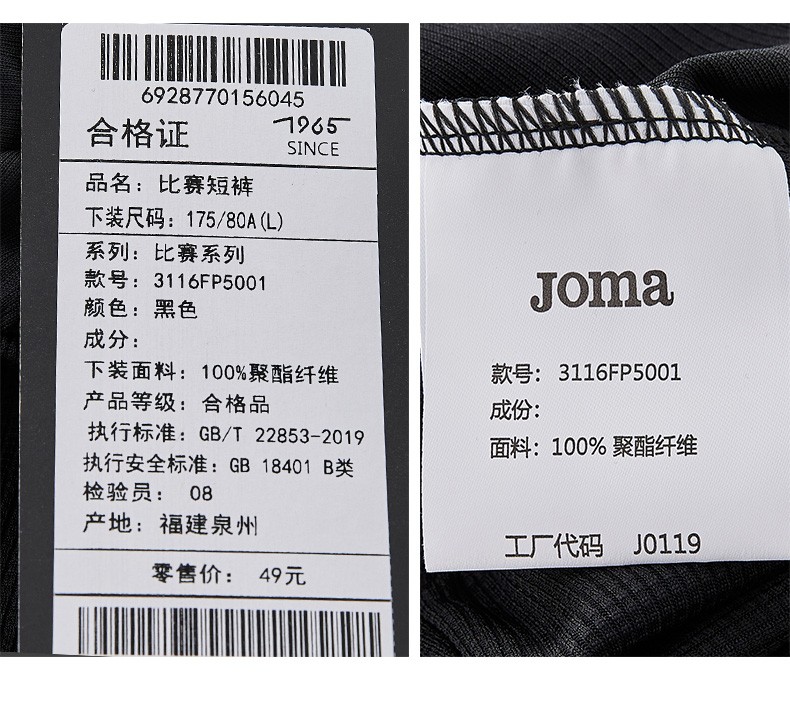 6928770156045
合格证
1965
SINCE
品名：比赛短裤
下装尺码：175/80A(L)
系列：比赛系列
款号：3116FP5001
颜色：黑色
成分：
下装面料：100%聚酯纤维
产品等级：合格品
执行标准：GB/T 22853-2019
执行安全标准：GB 18401 B类
检验员： 08
产地：福建泉州
零售价： 49元
Joma
款号： 3116FP5001
成份：
面料：100% 聚酯纤维
工厂代码 J0119